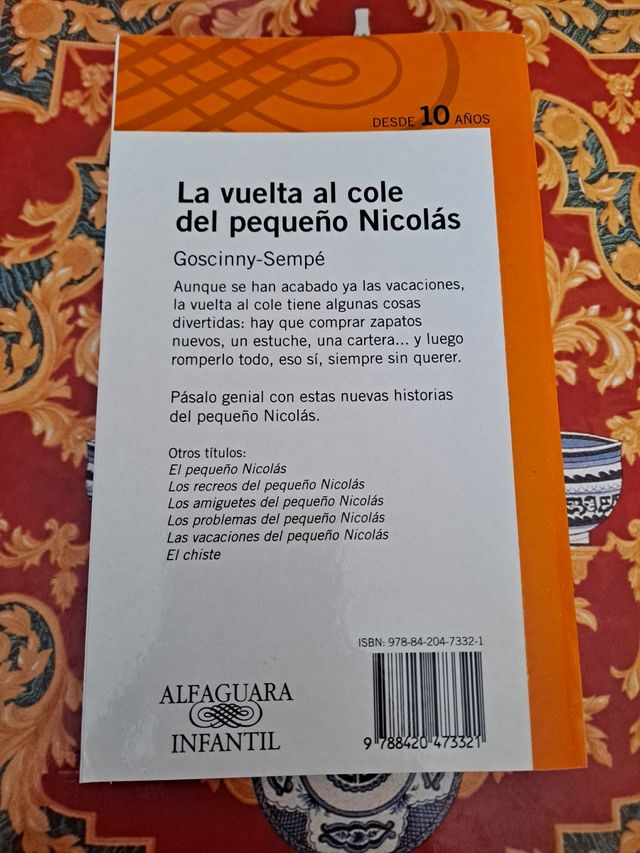 DESDE 10 AÑOS
La vuelta al cole
del pequeño Nicolás
Goscinny-Sempé
Aunque se han acabado ya las vacaciones,
la vuelta al cole tiene algunas cosas
divertidas: hay que comprar zapatos
nuevos, un estuche, una cartera... y luego
romperlo todo, eso sí, siempre sin querer.
Pásalo genial con estas nuevas historias
del pequeño Nicolás.
Otros títulos:
El pequeño Nicolás
Los recreos del pequeño Nicolás
Los amiguetes del pequeño Nicolás
Los problemas del pequeño Nicolás
Las vacaciones del pequeño Nicolás
El chiste
ISBN: 978-84-204-7332-1
9 788420 473321
ALFAGUARA
INFANTIL